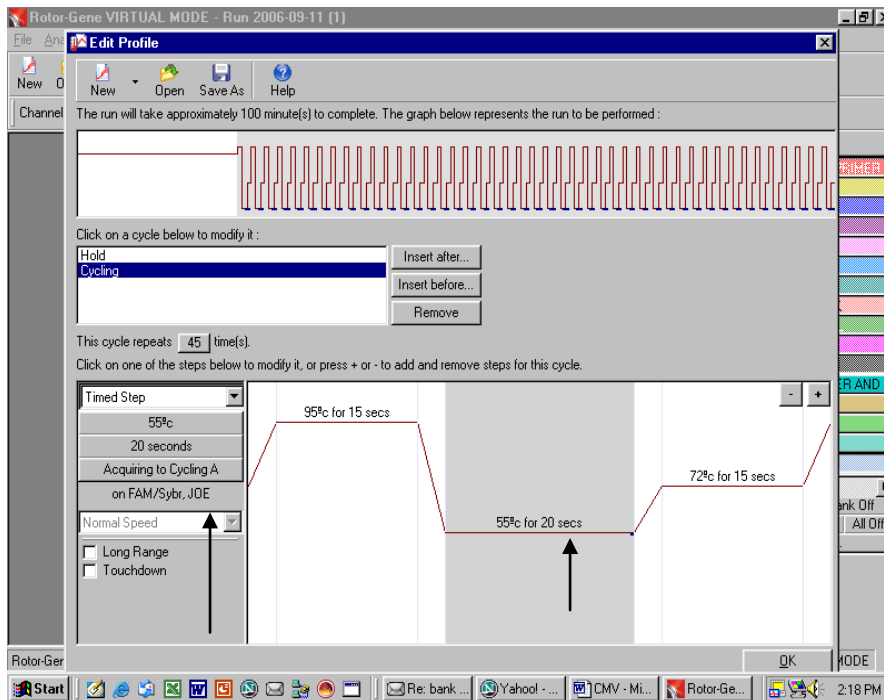 Rotor-Gene VIRTUAL MODE - Run 2006-09-11 (1)
File
Edit Profile
New
New Open Save As Help
Channel
The run will take approximately 100 minute(s) to complete. The graph below represents the run to be performed :
Click on a cycle below to modify it :
Hold
Cycling
Insert after...
Insert before...
Remove
This cycle repeats 45 time(s).
Click on one of the steps below to modify it, or press + or - to add and remove steps for this cycle.
ER AND
Timed Step
- +
55ºc
95ºc for 15 secs
20 seconds
Acquiring to Cycling A
72ºc for 15 secs
on FAM/Sybr, JOE
Normal Speed
55ºc for 20 secs
ank Off
All Off
Long Range
Touchdown
Rotor-Ger
OK
MODE
Start
Re: bank ...
Yahoo! - ...
CMV - Mi...
Rotor-Ge...
2:18 PM